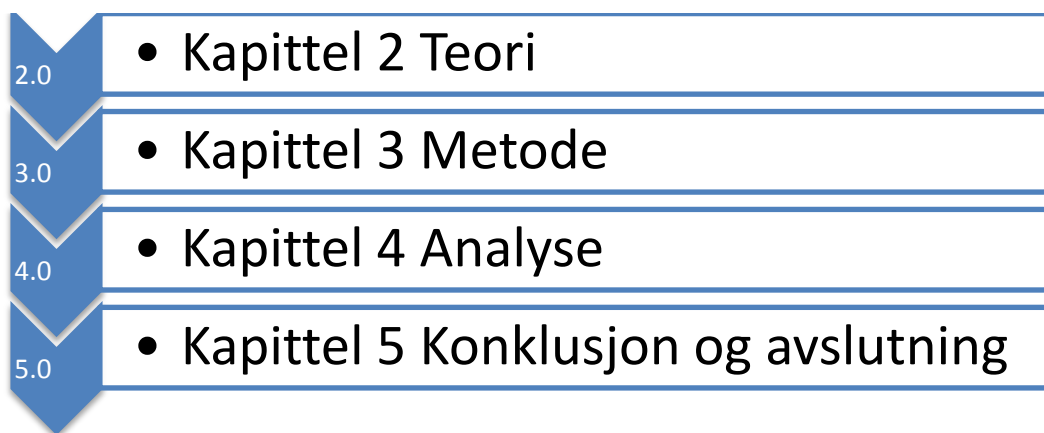 2.0
• Kapittel 2 Teori
3.0
• Kapittel 3 Metode
4.0
• Kapittel 4 Analyse
5.0
• Kapittel 5 Konklusjon og avslutning